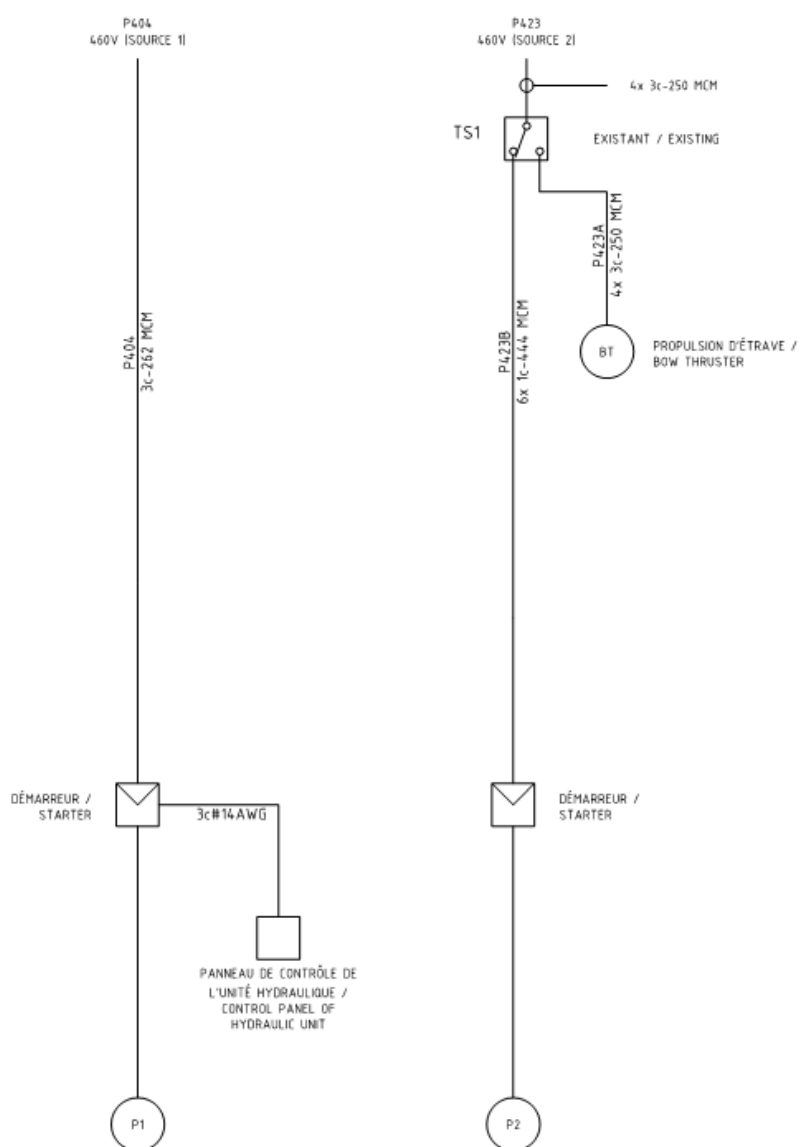 P404
460V (SOURCE 1)
P423
460V (SOURCE 2)
4x 3c-250 MCM
TS1
EXISTANT / EXISTING
P423A
4x 3c-250 MCM
P404
3c-262 MCM
P423B
6x 1c-444 MCM
BT
PROPULSION D'ÉTRAVE /
BOW THRUSTER
DÉMARREUR /
STARTER
3c#14AWG
DÉMARREUR /
STARTER
PANNEAU DE CONTRÔLE DE
L'UNITÉ HYDRAULIQUE /
CONTROL PANEL OF
HYDRAULIC UNIT
P1
P2